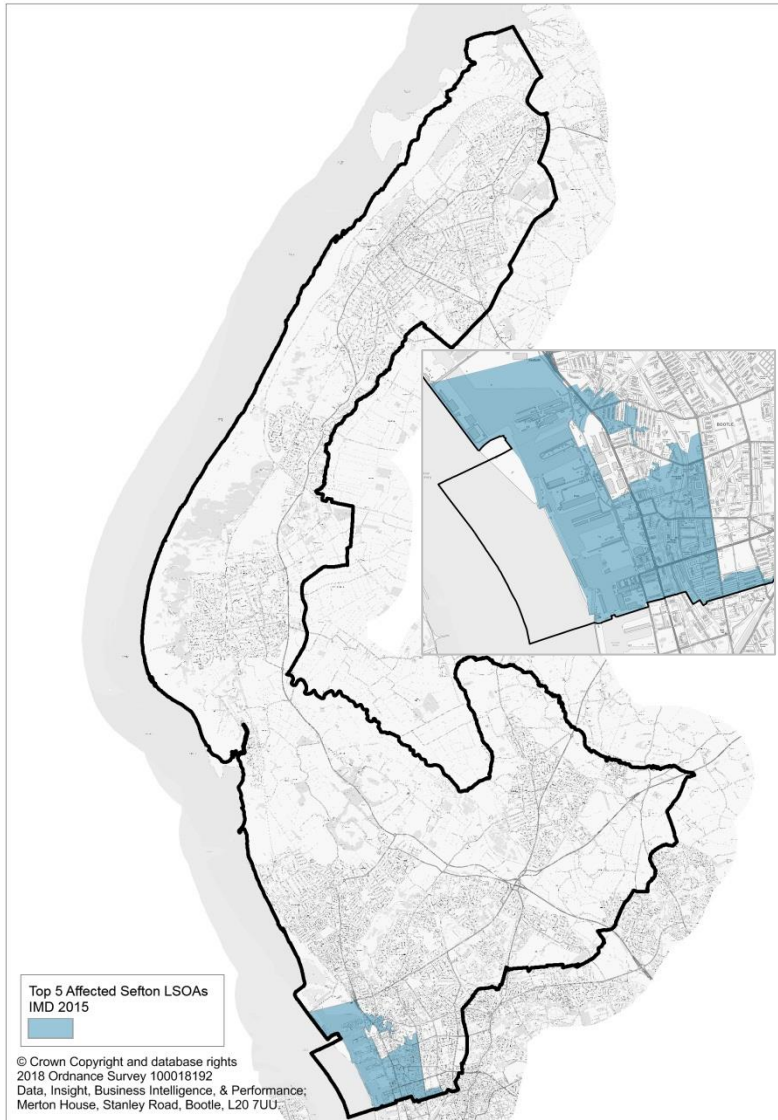 BOOTLE
Top 5 Affected Sefton LSOAs
IMD 2015
© Crown Copyright and database rights
2018 Ordnance Survey 100018192
Data, Insight, Business Intelligence, & Performance;
Merton House, Stanley Road, Bootle, L20 7UU.